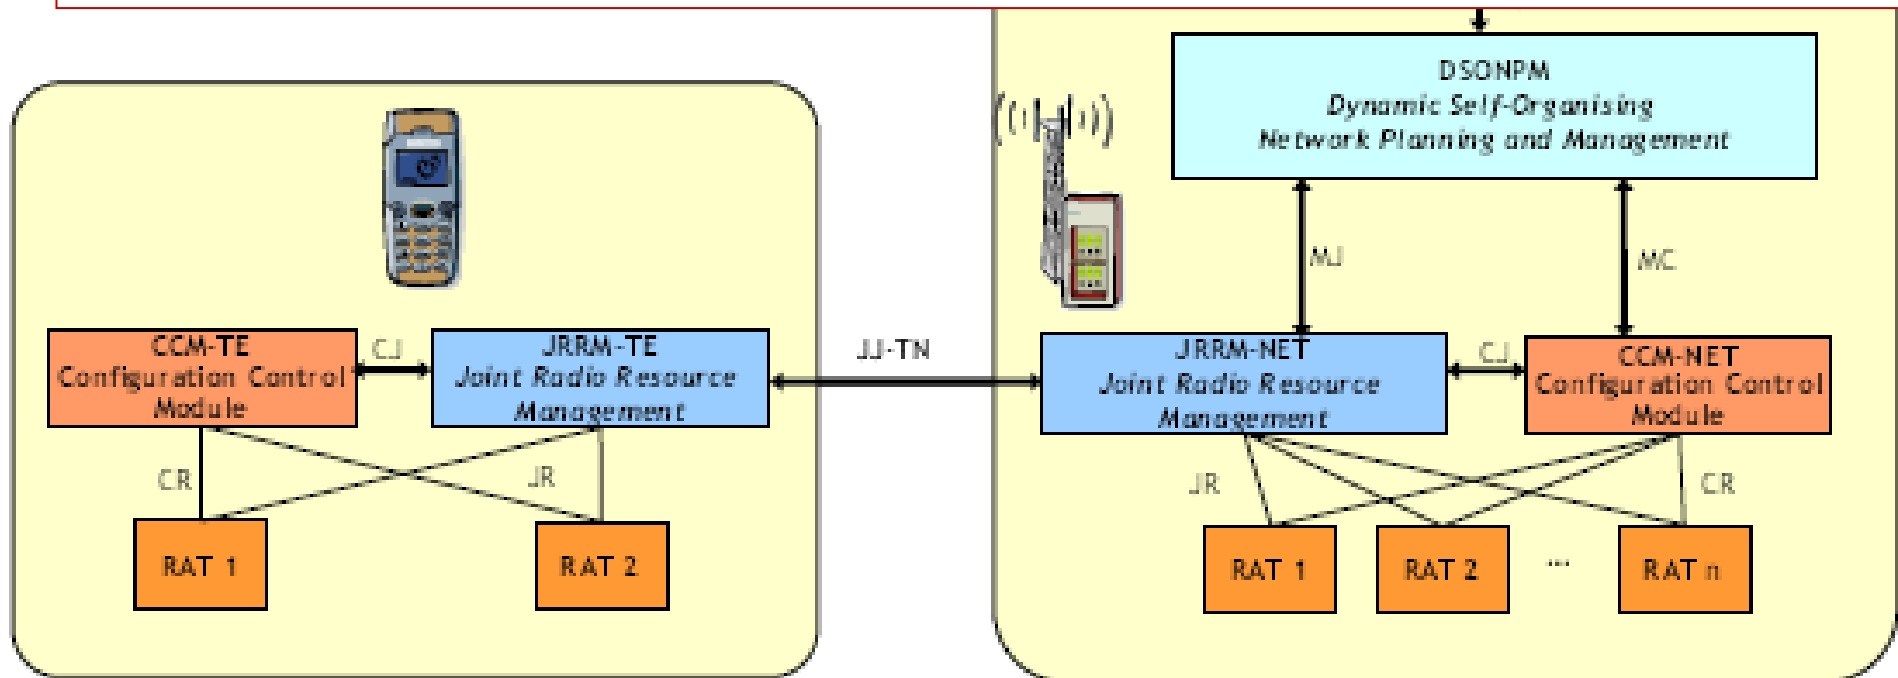 DSONPM
Dynamic Self-Organising
Network Planning and Management
MJ
MC
CCM-TE
Configuration Control
Module
CJ
JRRM-TE
Joint Radio Resource
Management
JJ-TN
JRRM-NET
Joint Radio Resource
Management
CJ
CCM-NET
Configuration Control
Module
CR
JR
JR
CR
RAT 1
RAT 2
RAT 1
RAT 2
...
RAT n